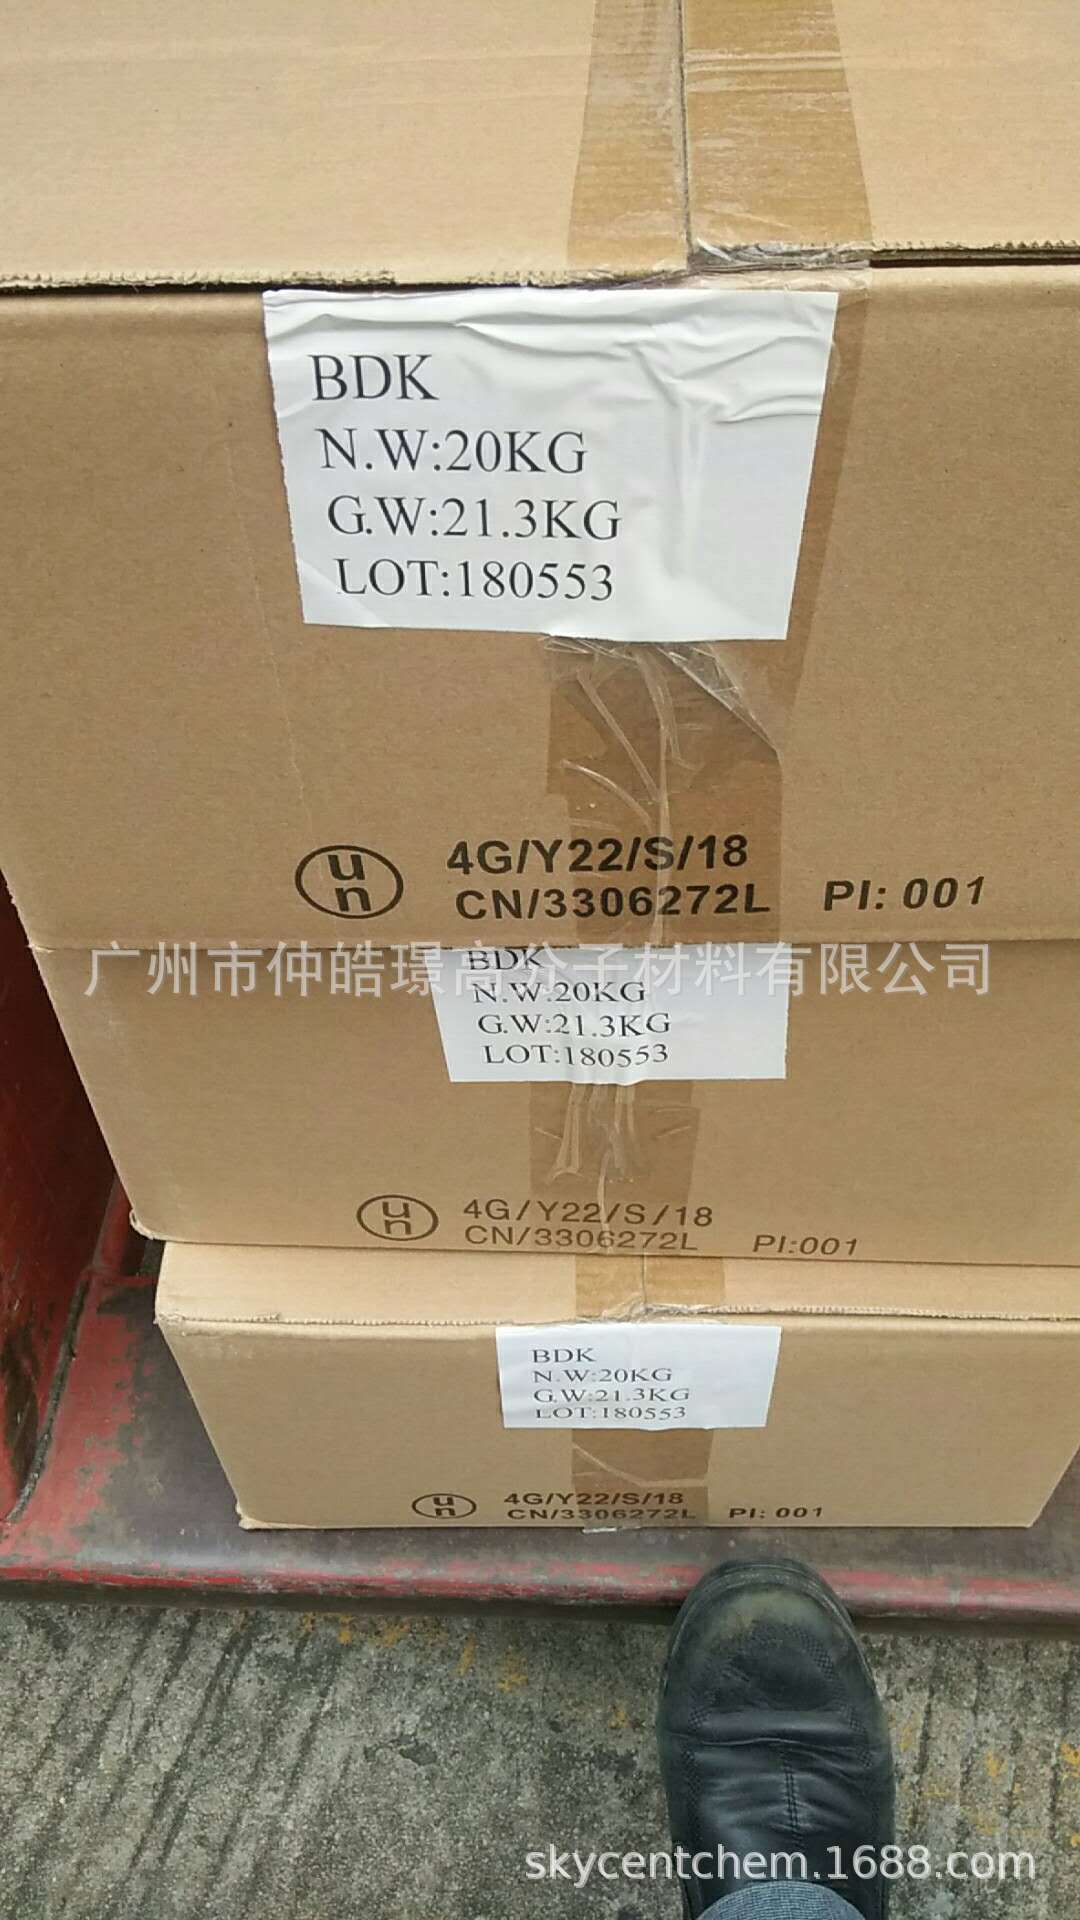 BDK
N.W:20KG
G.W:21.3KG
LOT:180553
un
4G/Y22/S/18
CN/3306272L PI: 001
广州市仲皓璟高分子材料有限公司
BDK
N.W:20KG
G.W:21.3KG
LOT:180553
un
4G/Y22/S/18
CN/3306272L PI:001
BDK
N.W:20KG
G.W:21.3KG
LOT:180553
un
4G/Y22/S/18
CN/3306272L PI: 001
skycentchem.1688.com